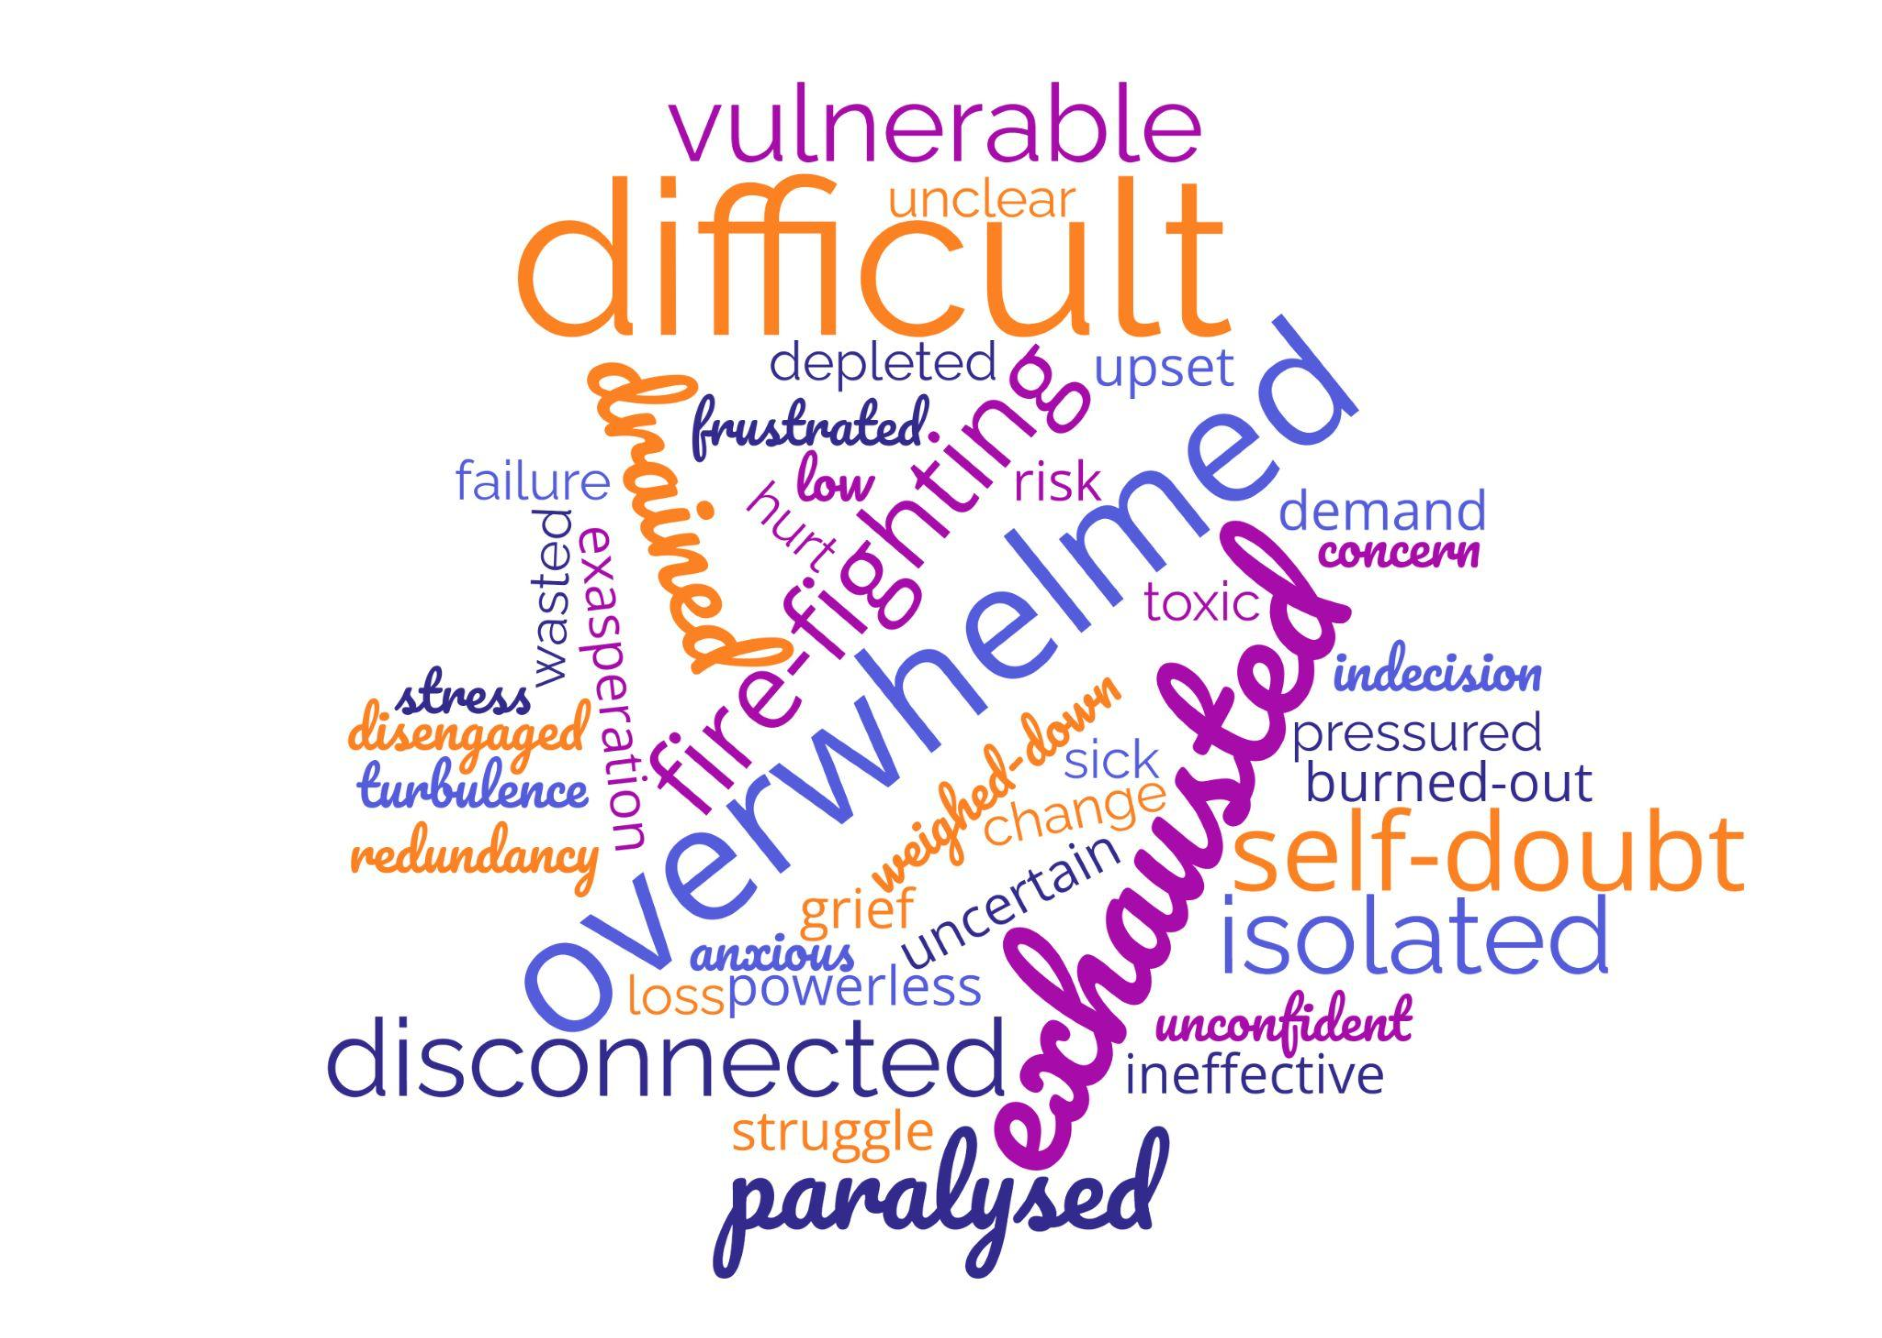 vulnerable
unclear
difficult
depleted
upset
drained
frustrated
fire-fighting
overwhelmed
low
risk
failure
hurt
demand
concern
wasted
exasperation
toxic
exhausted
stress
indecision
disengaged
weighed-down
sick
pressured
turbulence
change
burned-out
redundancy
self-doubt
grief
uncertain
isolated
anxious
loss
powerless
unconfident
disconnected
ineffective
struggle
paralysed